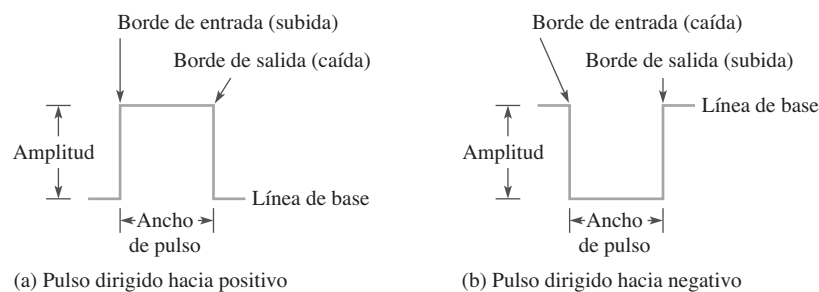 Borde de entrada (subida)
Borde de salida (caída)
Amplitud
Línea de base
Ancho
de pulso
(a) Pulso dirigido hacia positivo
Borde de entrada (caída)
Borde de salida (subida)
Línea de base
Amplitud
Ancho
de pulso
(b) Pulso dirigido hacia negativo